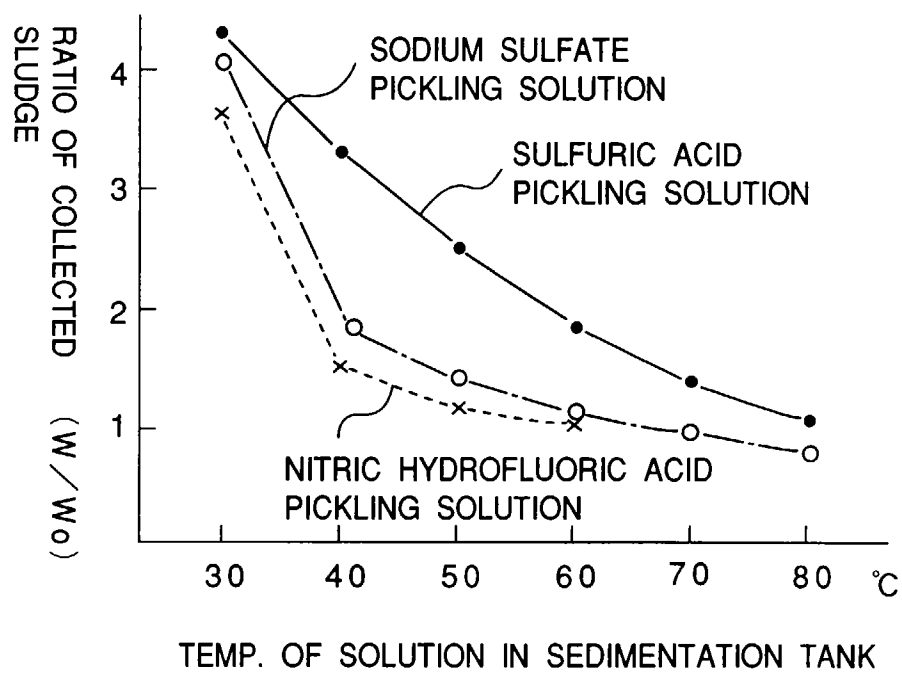 RATIO OF COLLECTED
SLUDGE
(W/Wo)
4
3
2
1
SODIUM SULFATE
PICKLING SOLUTION
SULFURIC ACID
PICKLING SOLUTION
NITRIC HYDROFLUORIC ACID
PICKLING SOLUTION
30 40 50 60 70 80 °C
TEMP. OF SOLUTION IN SEDIMENTATION TANK